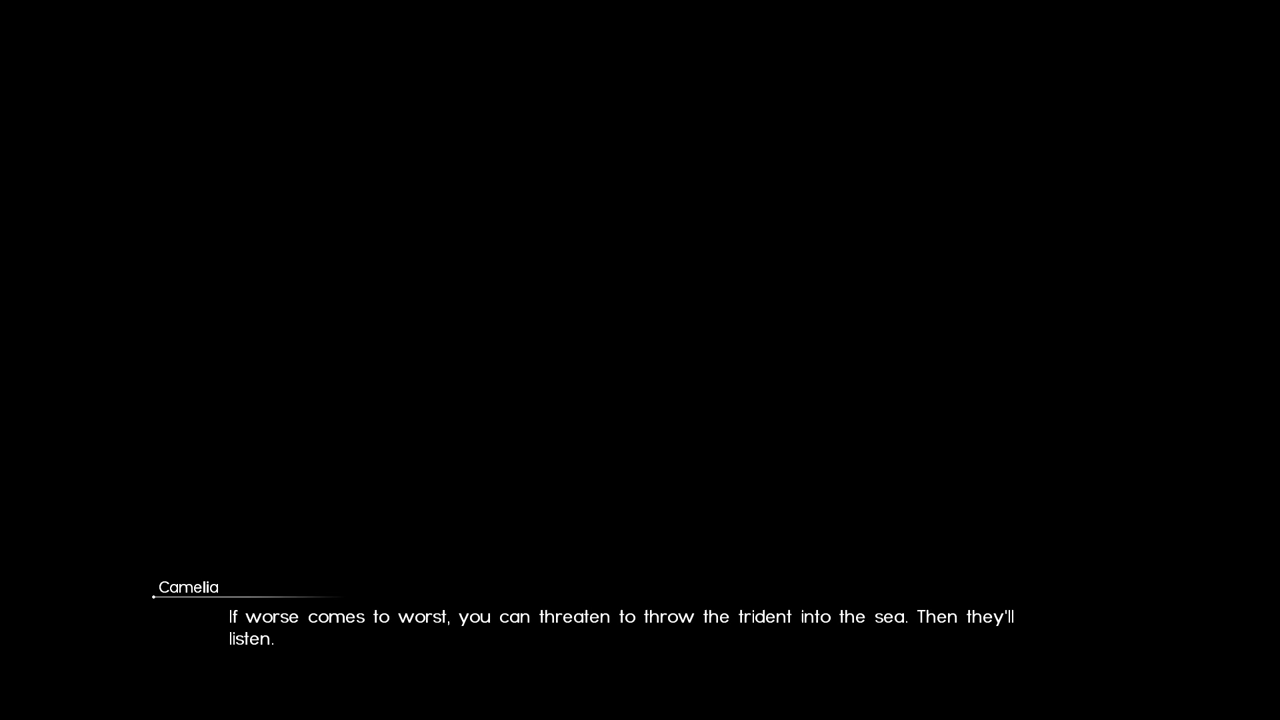 Camelia
If worse comes to worst, you can threaten to throw the trident into the sea. Then they'll
listen.